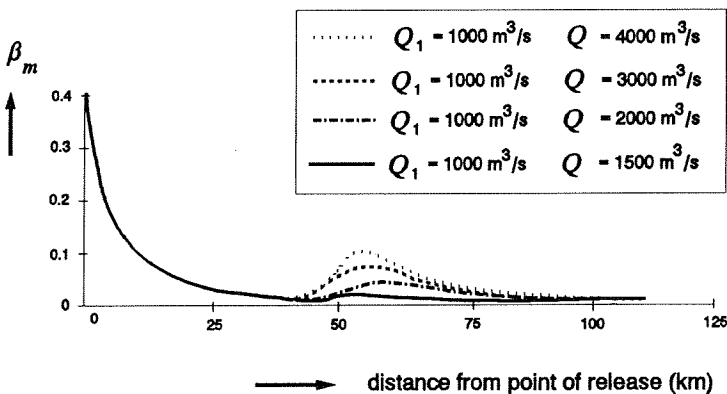 Q₁ = 1000 m³/s Q = 4000 m³/s
Q₁ = 1000 m³/s Q = 3000 m³/s
Q₁ = 1000 m³/s Q = 2000 m³/s
Q₁ = 1000 m³/s Q = 1500 m³/s
βₘ
0.4
0.3
0.2
0.1
0
0 25 50 75 100 125
distance from point of release (km)